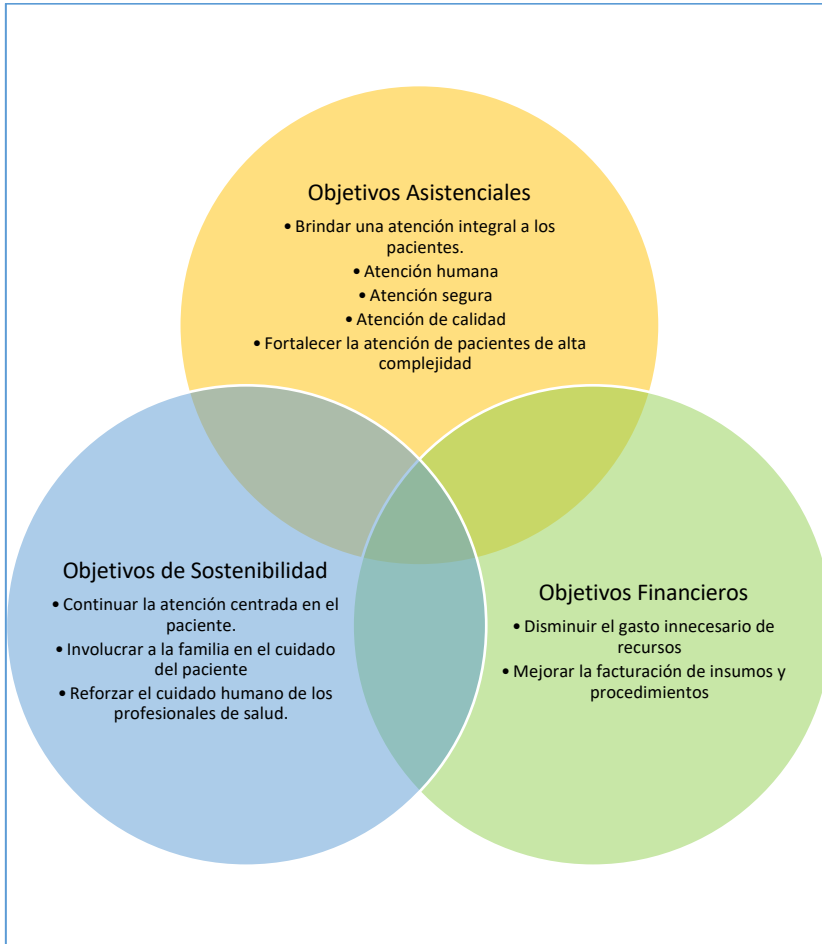 Objetivos Asistenciales
• Brindar una atención integral a los
pacientes.
• Atención humana
• Atención segura
• Atención de calidad
• Fortalecer la atención de pacientes de alta
complejidad
Objetivos de Sostenibilidad
• Continuar la atención centrada en el
paciente.
• Involucrar a la familia en el cuidado
del paciente
• Reforzar el cuidado humano de los
profesionales de salud.
Objetivos Financieros
• Disminuir el gasto innecesario de
recursos
• Mejorar la facturación de insumos y
procedimientos